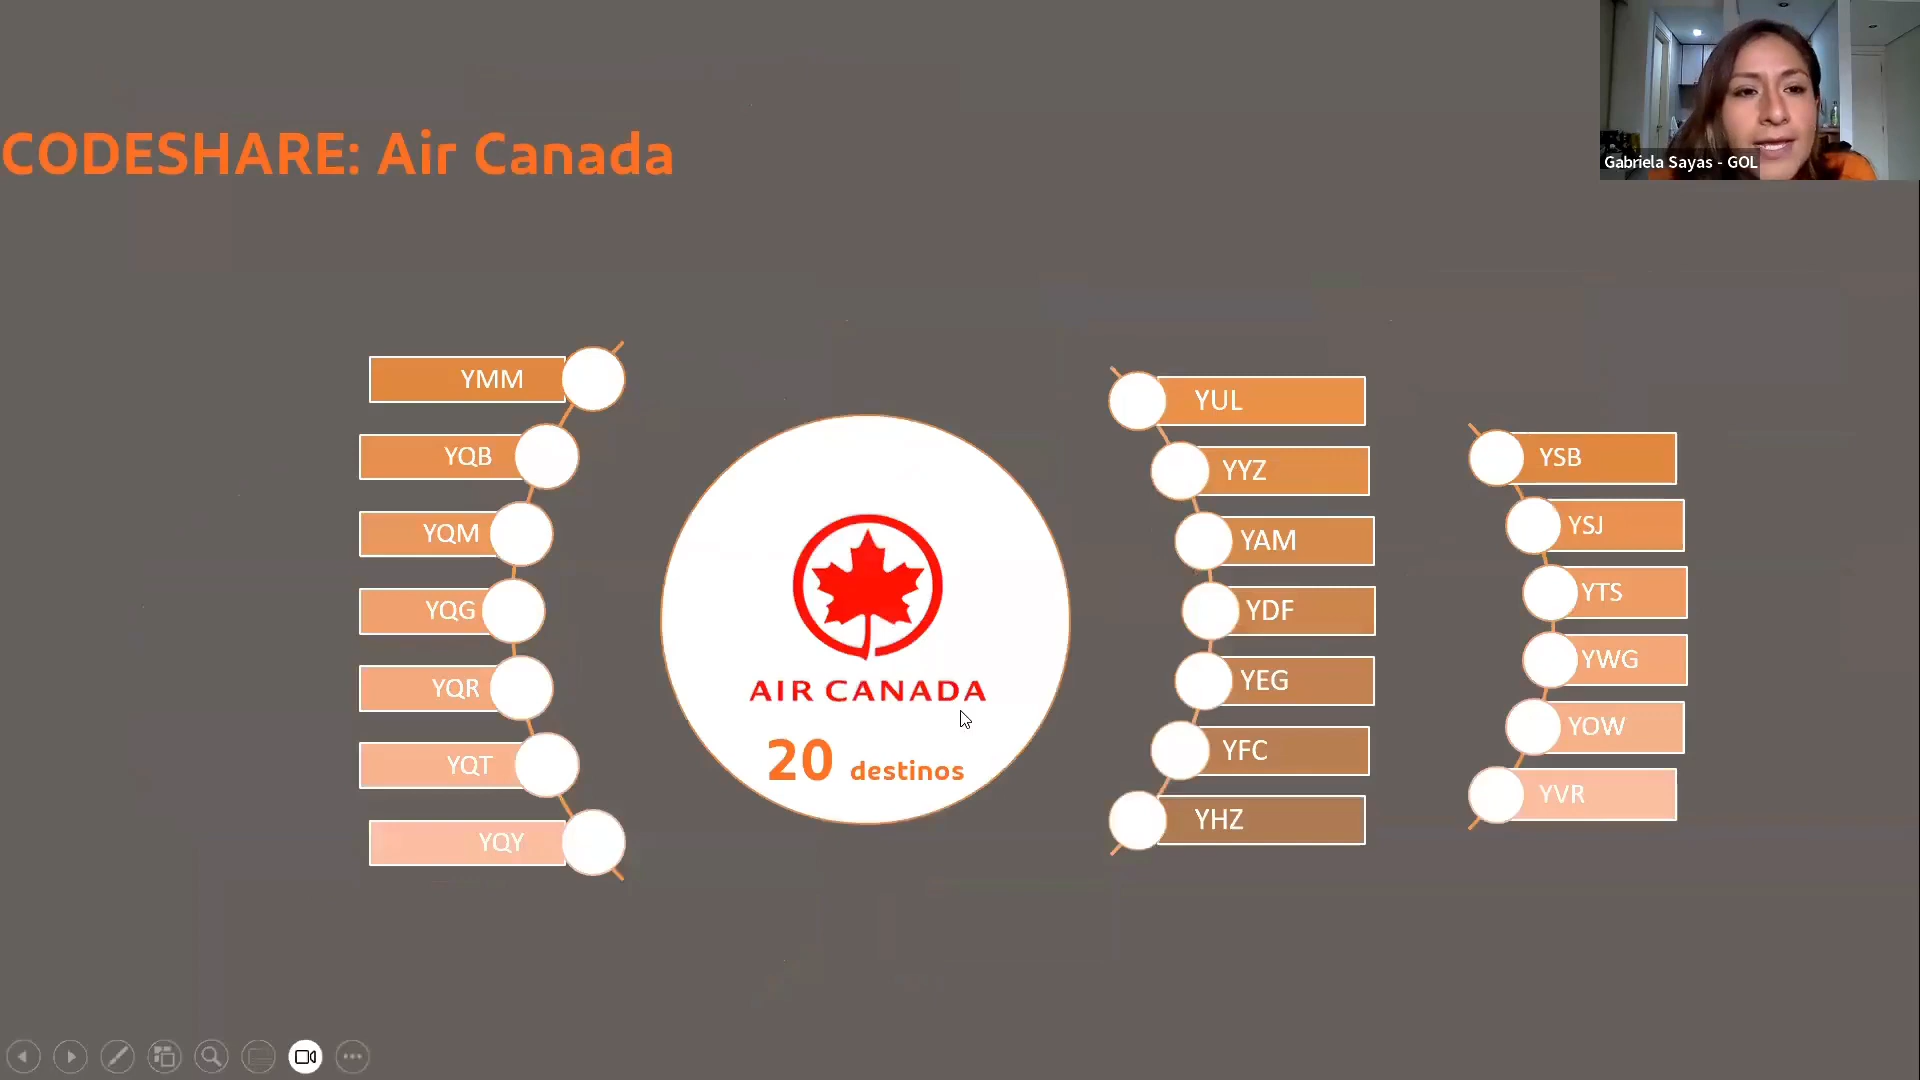 CODESHARE: Air Canada
Gabriela Sayas - GOL
YMM
YQB
YQM
YQG
YQR
YQT
YQY
AIR CANADA
20 destinos
YUL
YYZ
YAM
YDF
YEG
YFC
YHZ
YSB
YSJ
YTS
YWG
YOW
YVR